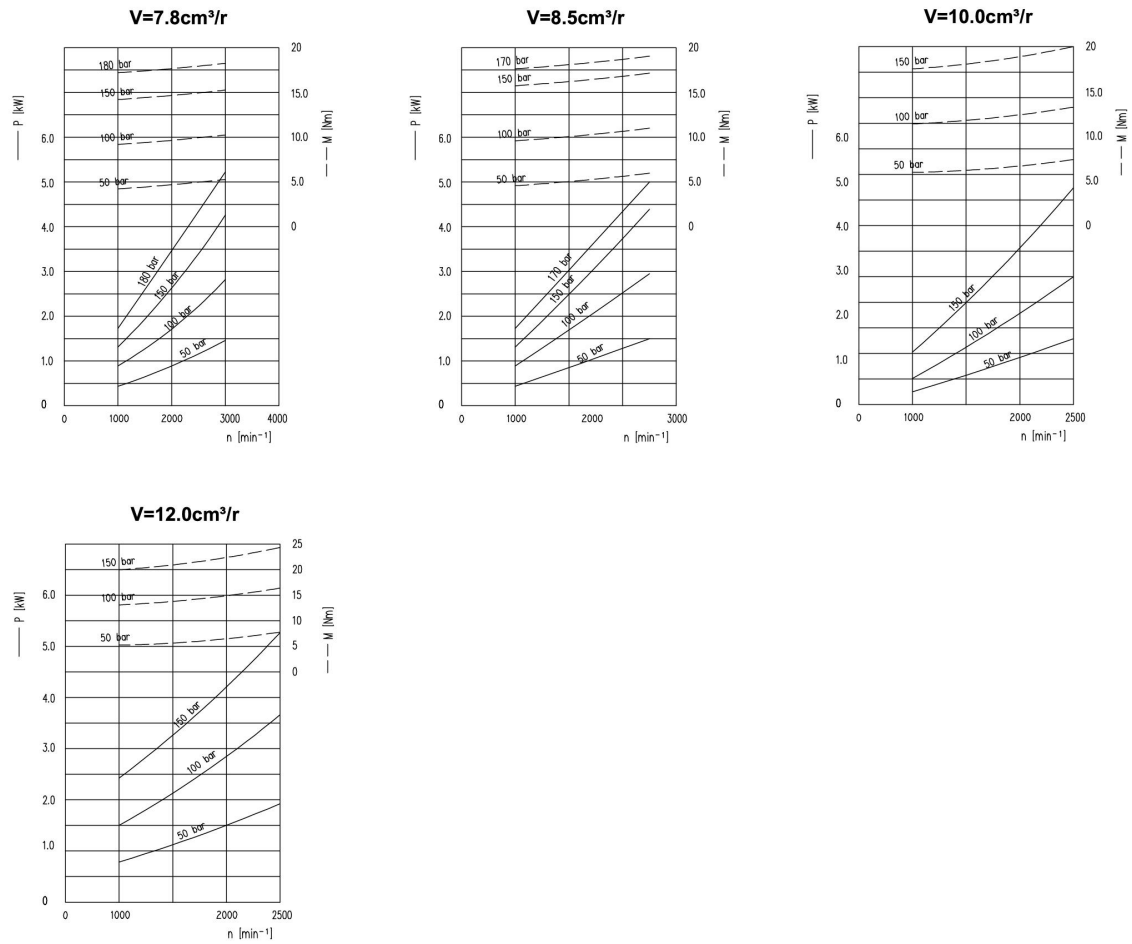 V=7.8cm³/r
V=8.5cm³/r
V=10.0cm³/r
20
180 bar
15.0
150 bar
P [kW]
M [Nm]
6.0
100 bar
10.0
5.0
50 bar
5.0
4.0
0
3.0
180 bar
150 bar
2.0
100 bar
1.0
50 bar
0
0
1000
2000
3000
4000
n [min⁻¹]
20
170 bar
150 bar
15.0
P [kW]
M [Nm]
6.0
100 bar
10.0
5.0
50 bar
5.0
4.0
0
3.0
170 bar
150 bar
2.0
100 bar
1.0
50 bar
0
0
1000
2000
3000
n [min⁻¹]
20
150 bar
15.0
P [kW]
M [Nm]
100 bar
6.0
10.0
50 bar
5.0
5.0
4.0
0
3.0
150 bar
2.0
100 bar
1.0
50 bar
0
0
1000
2000
2500
n [min⁻¹]
V=12.0cm³/r
25
150 bar
20
P [kW]
M [Nm]
6.0
100 bar
15
10
5.0
50 bar
5
0
4.0
150 bar
3.0
100 bar
2.0
50 bar
1.0
0
0
1000
2000
2500
n [min⁻¹]